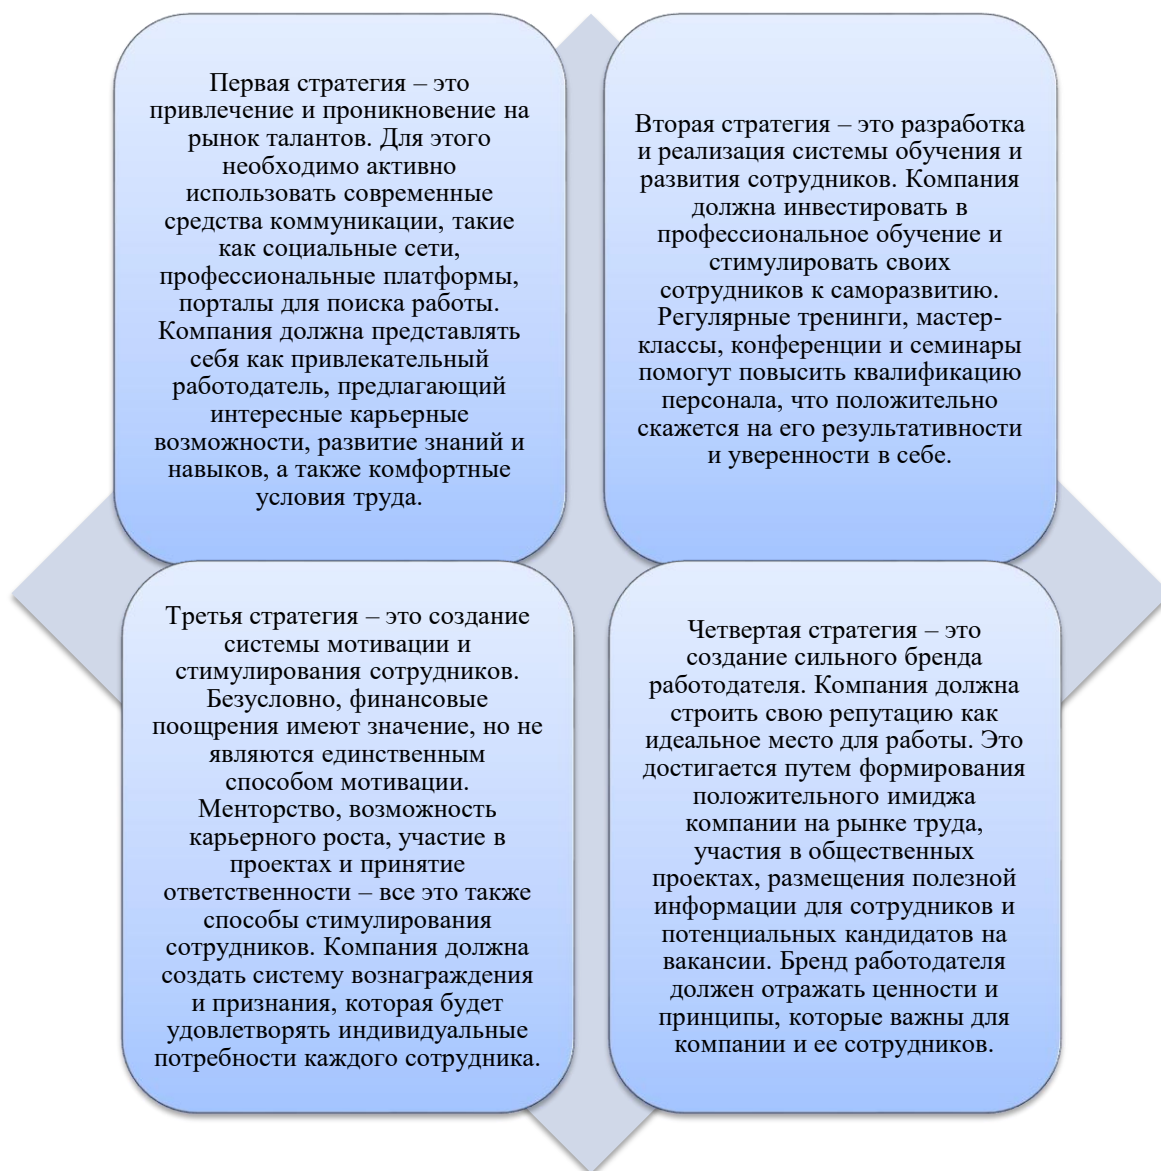 Первая стратегия – это
привлечение и проникновение на
рынок талантов. Для этого
необходимо активно
использовать современные
средства коммуникации, такие
как социальные сети,
профессиональные платформы,
порталы для поиска работы.
Компания должна представлять
себя как привлекательный
работодатель, предлагающий
интересные карьерные
возможности, развитие знаний и
навыков, а также комфортные
условия труда.
Вторая стратегия – это разработка
и реализация системы обучения и
развития сотрудников. Компания
должна инвестировать в
профессиональное обучение и
стимулировать своих
сотрудников к саморазвитию.
Регулярные тренинги, мастер-
классы, конференции и семинары
помогут повысить квалификацию
персонала, что положительно
скажется на его результативности
и уверенности в себе.
Третья стратегия – это создание
системы мотивации и
стимулирования сотрудников.
Безусловно, финансовые
поощрения имеют значение, но не
являются единственным
способом мотивации.
Менторство, возможность
карьерного роста, участие в
проектах и принятие
ответственности – все это также
способы стимулирования
сотрудников. Компания должна
создать систему вознаграждения
и признания, которая будет
удовлетворять индивидуальные
потребности каждого сотрудника.
Четвертая стратегия – это
создание сильного бренда
работодателя. Компания должна
строить свою репутацию как
идеальное место для работы. Это
достигается путем формирования
положительного имиджа
компании на рынке труда,
участия в общественных
проектах, размещения полезной
информации для сотрудников и
потенциальных кандидатов на
вакансии. Бренд работодателя
должен отражать ценности и
принципы, которые важны для
компании и ее сотрудников.